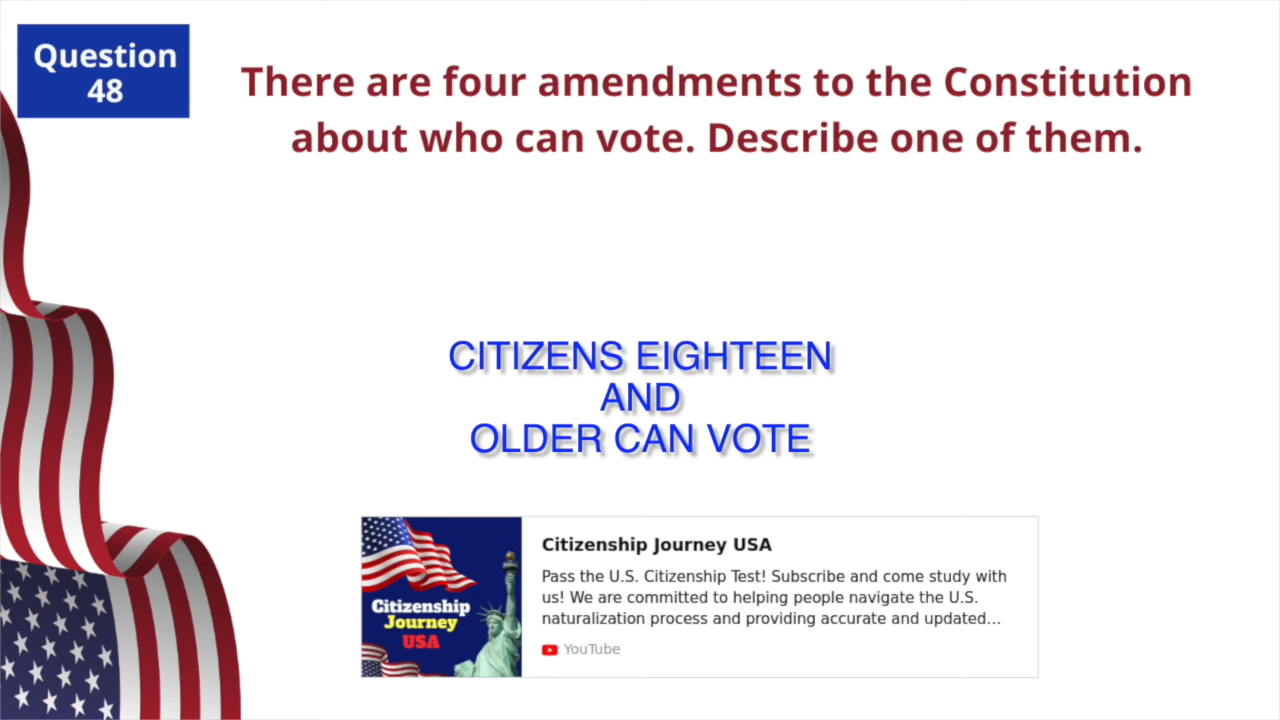 Question
48
There are four amendments to the Constitution
about who can vote. Describe one of them.
CITIZENS EIGHTEEN
AND
OLDER CAN VOTE
Citizenship
Journey
USA
Citizenship Journey USA
Pass the U.S. Citizenship Test! Subscribe and come study with
us! We are committed to helping people navigate the U.S.
naturalization process and providing accurate and updated...
YouTube